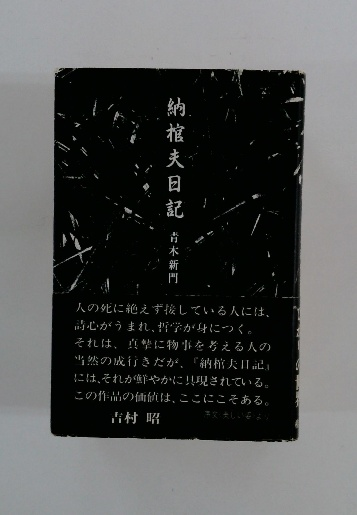 納棺夫日記
青木新門
人の死に絶えず接している人には、
詩心がうまれ、哲学が身につく。
それは、真摯に物事を考える人の
当然の成行きだが、『納棺夫日記』
には、それが鮮やかに具現されている。
この作品の価値は、ここにこそある。
吉村 昭